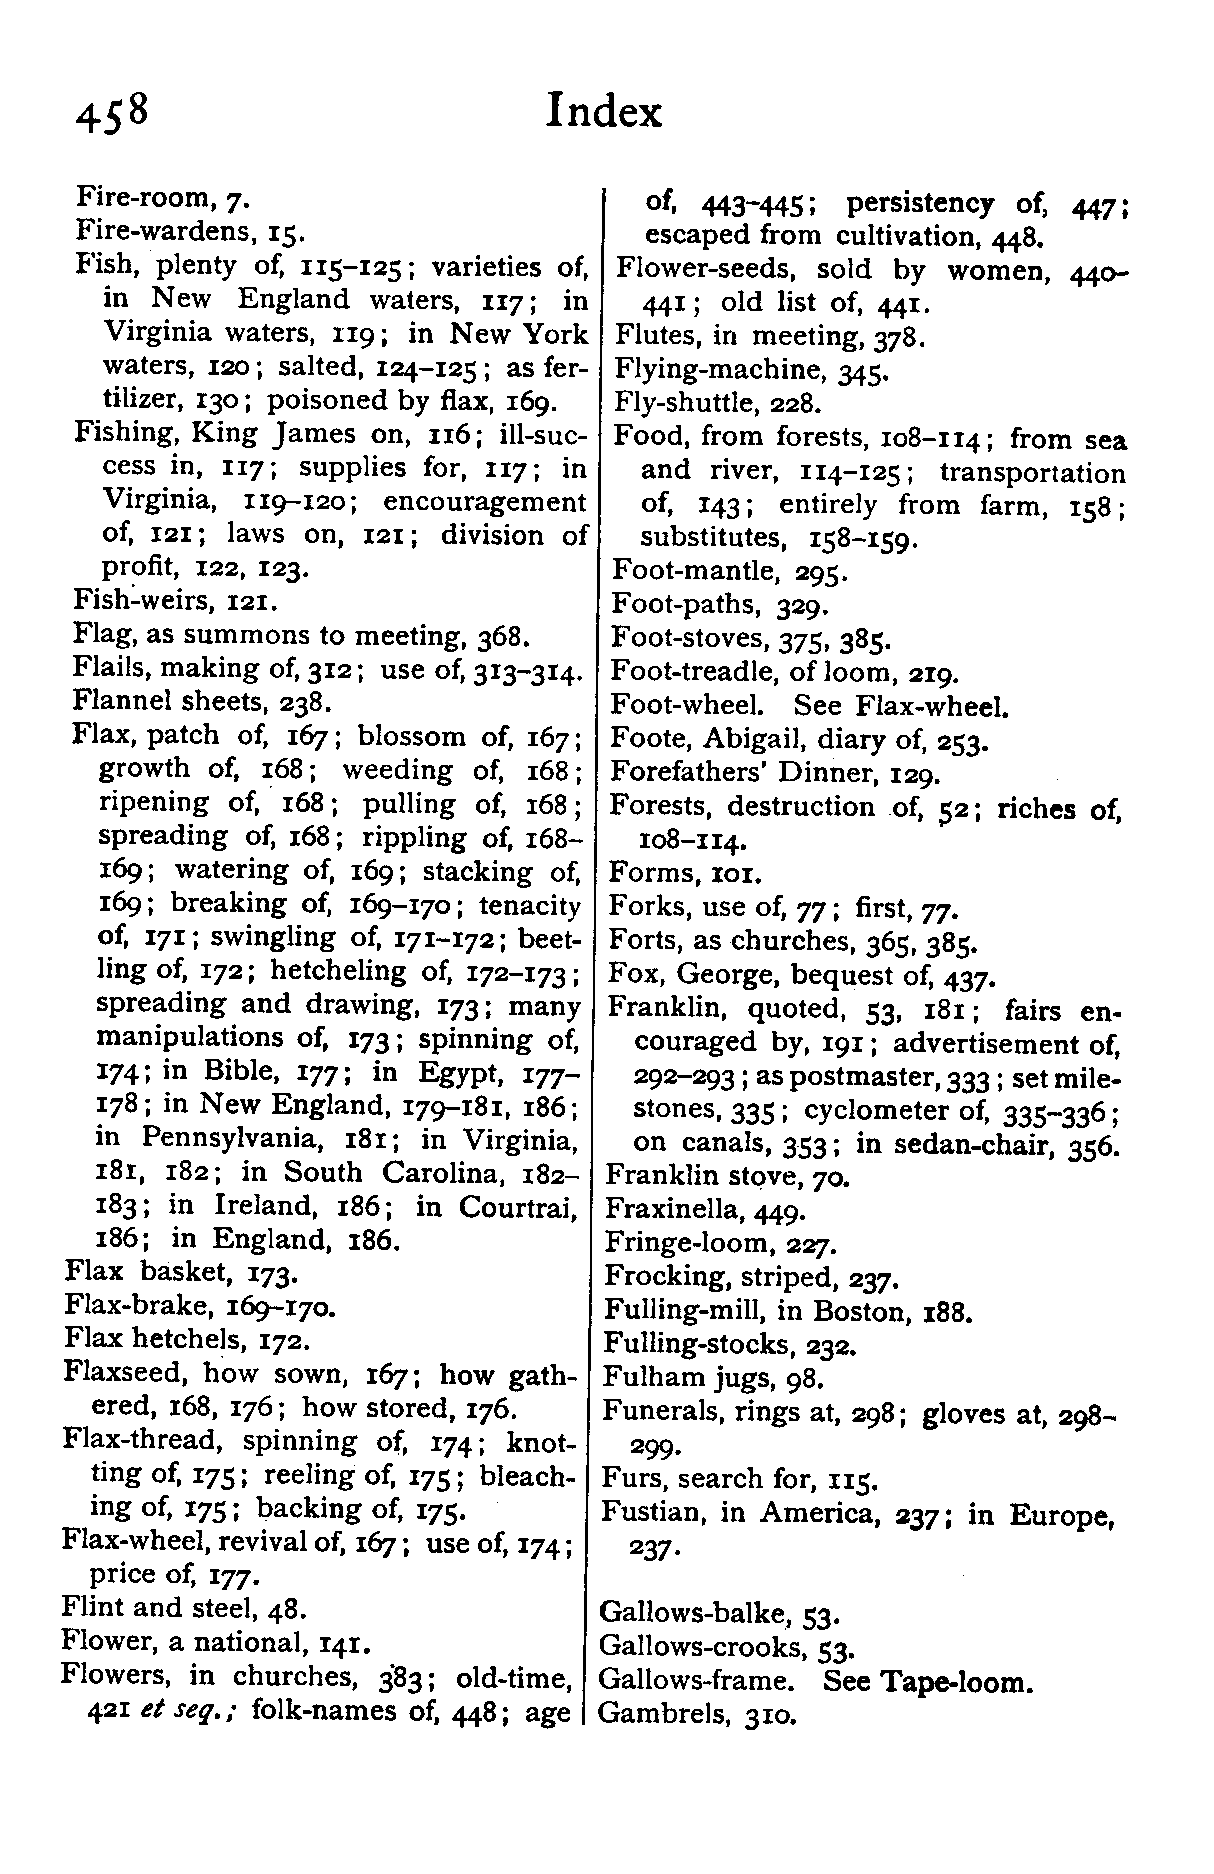 458 Index
Fire-room, 7.
Fire-wardens, 15.
Fish, plenty of, 115–125; varieties of,
in New England waters, 117; in
Virginia waters, 119; in New York
waters, 120; salted, 124–125; as fer-
tilizer, 130; poisoned by flax, 169.
Fishing, King James on, 116; ill-suc-
cess in, 117; supplies for, 117; in
Virginia, 119–120; encouragement
of, 121; laws on, 121; division of
profit, 122, 123.
Fish-weirs, 121.
Flag, as summons to meeting, 368.
Flails, making of, 312; use of, 313–314.
Flannel sheets, 238.
Flax, patch of, 167; blossom of, 167;
growth of, 168; weeding of, 168;
ripening of, 168; pulling of, 168;
spreading of, 168; rippling of, 168–
169; watering of, 169; stacking of,
169; breaking of, 169–170; tenacity
of, 171; swingling of, 171–172; beet-
ling of, 172; hetcheling of, 172–173;
spreading and drawing, 173; many
manipulations of, 173; spinning of,
174; in Bible, 177; in Egypt, 177–
178; in New England, 179–181, 186;
in Pennsylvania, 181; in Virginia,
181, 182; in South Carolina, 182–
183; in Ireland, 186; in Courtrai,
186; in England, 186.
Flax basket, 173.
Flax-brake, 169–170.
Flax hetchels, 172.
Flaxseed, how sown, 167; how gath-
ered, 168, 176; how stored, 176.
Flax-thread, spinning of, 174; knot-
ting of, 175; reeling of, 175; bleach-
ing of, 175; backing of, 175.
Flax-wheel, revival of, 167; use of, 174;
price of, 177.
Flint and steel, 48.
Flower, a national, 141.
Flowers, in churches, 383; old-time,
421 et seq.; folk-names of, 448; age
of, 443–445; persistency of, 447;
escaped from cultivation, 448.
Flower-seeds, sold by women, 440–
441; old list of, 441.
Flutes, in meeting, 378.
Flying-machine, 345.
Fly-shuttle, 228.
Food, from forests, 108–114; from sea
and river, 114–125; transportation
of, 143; entirely from farm, 158;
substitutes, 158–159.
Foot-mantle, 295.
Foot-paths, 329.
Foot-stoves, 375, 385.
Foot-treadle, of loom, 219.
Foot-wheel. See Flax-wheel.
Foote, Abigail, diary of, 253.
Forefathers' Dinner, 129.
Forests, destruction of, 52; riches of,
108–114.
Forms, 101.
Forks, use of, 77; first, 77.
Forts, as churches, 365, 385.
Fox, George, bequest of, 437.
Franklin, quoted, 53, 181; fairs en-
couraged by, 191; advertisement of,
292–293; as postmaster, 333; set mile-
stones, 335; cyclometer of, 335–336;
on canals, 353; in sedan-chair, 356.
Franklin stove, 70.
Fraxinella, 449.
Fringe-loom, 227.
Frocking, striped, 237.
Fulling-mill, in Boston, 188.
Fulling-stocks, 232.
Fulham jugs, 98.
Funerals, rings at, 298; gloves at, 298–
299.
Furs, search for, 115.
Fustian, in America, 237; in Europe,
237.
Gallows-balke, 53.
Gallows-crooks, 53.
Gallows-frame. See Tape-loom.
Gambrels, 310.